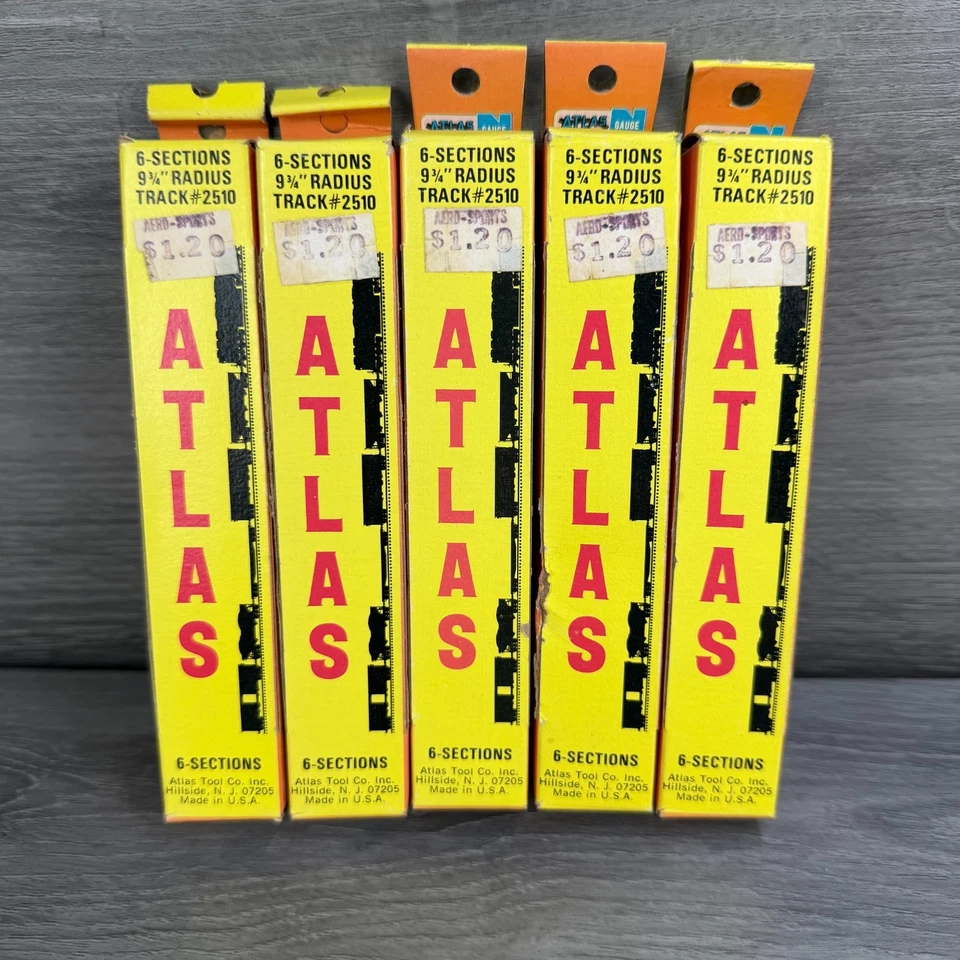 ATLAS N
GAUGE
ATLAS N
GAUGE
ATLAS N
6-SECTIONS
9¾" RADIUS
TRACK#2510
AERO-SPORTS
$1.20
ATLAS
6-SECTIONS
Atlas Tool Co. Inc.
Hillside, N. J. 07205
Made in U.S.A.
6-SECTIONS
9¾" RADIUS
TRACK#2510
AERO-SPORTS
$1.20
ATLAS
6-SECTIONS
Atlas Tool Co. Inc.
Hillside, N. J. 07205
Made in U.S.A.
6-SECTIONS
9¾" RADIUS
TRACK#2510
AERO-SPORTS
$1.20
ATLAS
6-SECTIONS
Atlas Tool Co. Inc.
Hillside, N. J. 07205
Made in U.S.A.
6-SECTIONS
9¾" RADIUS
TRACK#2510
AERO-SPORTS
$1.20
ATLAS
6-SECTIONS
Atlas Tool Co. Inc.
Hillside, N. J. 07205
Made in U.S.A.
6-SECTIONS
9¾" RADIUS
TRACK#2510
AERO-SPORTS
$1.20
ATLAS
6-SECTIONS
Atlas Tool Co. Inc.
Hillside, N. J. 07205
Made in U.S.A.